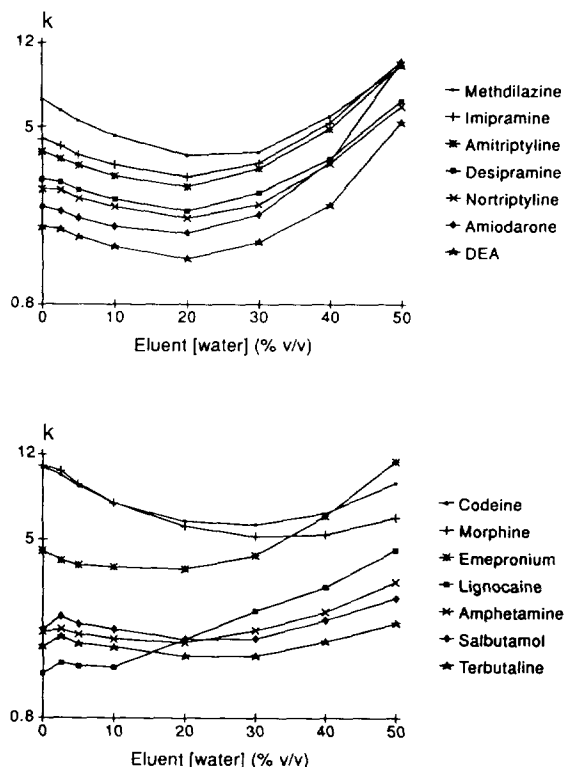 k
12
5
0.8
0 10 20 30 40 50
Eluent [water] (% v/v)
Methdilazine
Imipramine
Amitriptyline
Desipramine
Nortriptyline
Amiodarone
DEA
k
12
5
0.8
0 10 20 30 40 50
Eluent [water] (% v/v)
Codeine
Morphine
Emepronium
Lignocaine
Amphetamine
Salbutamol
Terbutaline